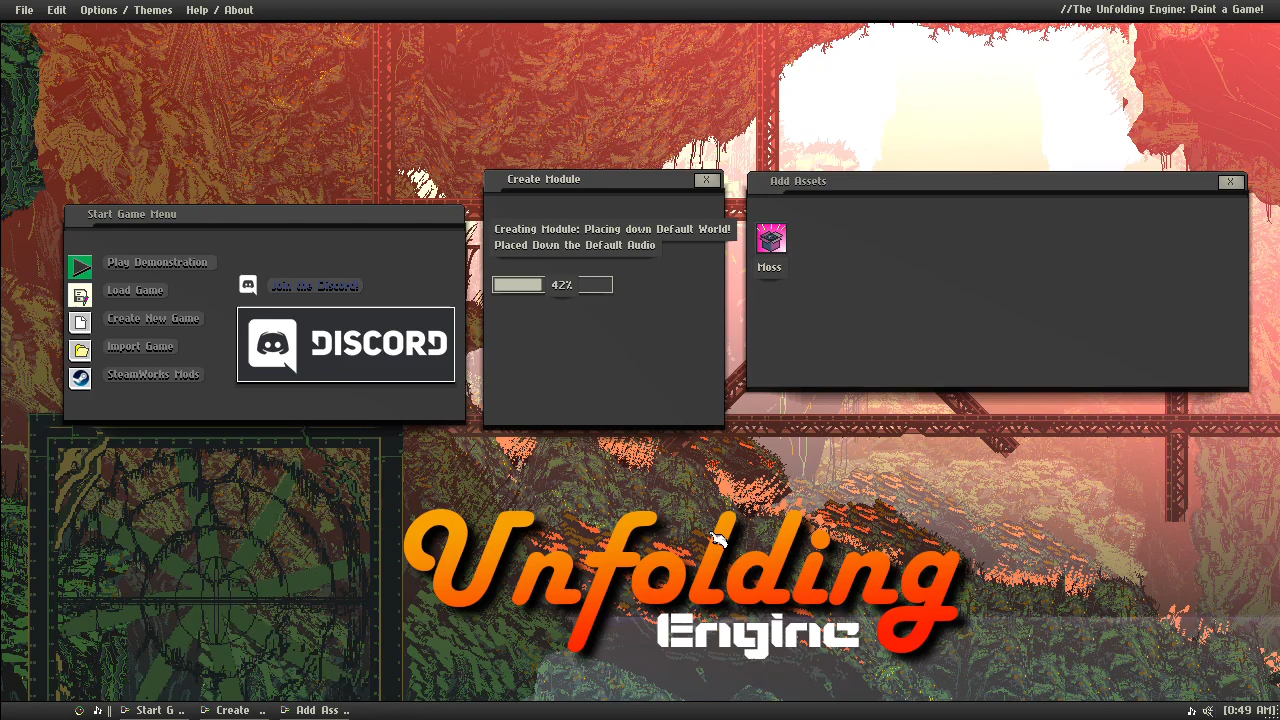 File Edit Options / Themes Help / About
//The Unfolding Engine: Paint a Game!
Start Game Menu
Play Demonstration
Load Game
Create New Game
Import Game
SteamWorks Mods
Join the Discord!
DISCORD
Create Module
X
Creating Module: Placing down Default World!
Placed Down the Default Audio
42%
Add Assets
X
Moss
Unfolding
Engine
Start G ..
Create ..
Add Ass ..
[0:49 AM]